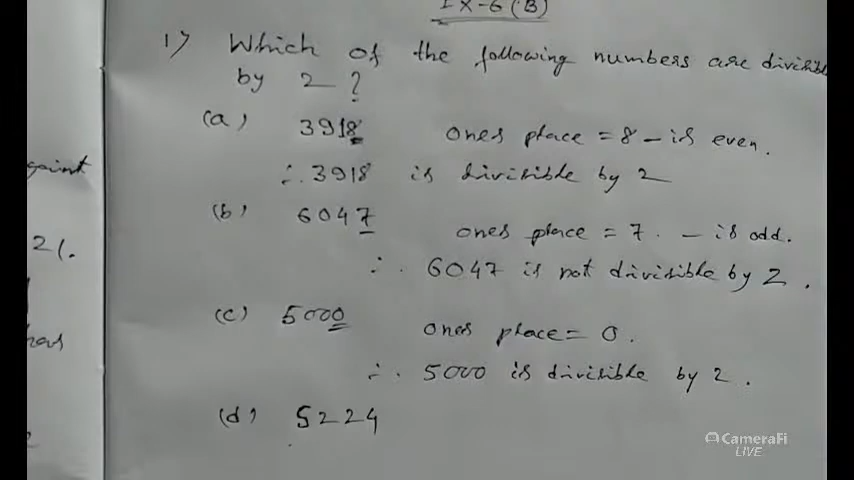 Ex-6(B)
1) Which of the following numbers are divisible
by 2 ?
(a) 3918 ones place = 8 - is even.
∴ 3918 is divisible by 2
(b) 6047 ones place = 7. - is odd.
∴ 6047 is not divisible by 2.
(c) 5000 ones place = 0.
∴ 5000 is divisible by 2.
(d) 5224
21.
CameraFi
LIVE